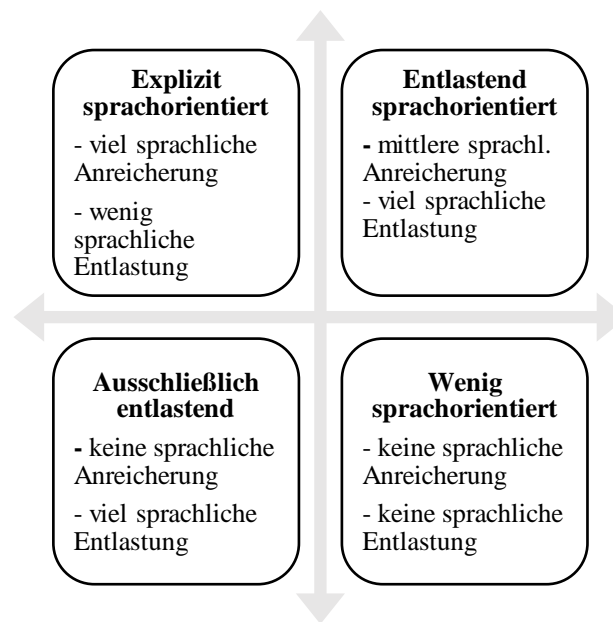 Explizit
sprachorientiert
- viel sprachliche
Anreicherung
- wenig
sprachliche
Entlastung
Entlastend
sprachorientiert
- mittlere sprachl.
Anreicherung
- viel sprachliche
Entlastung
Ausschließlich
entlastend
- keine sprachliche
Anreicherung
- viel sprachliche
Entlastung
Wenig
sprachorientiert
- keine sprachliche
Anreicherung
- keine sprachliche
Entlastung